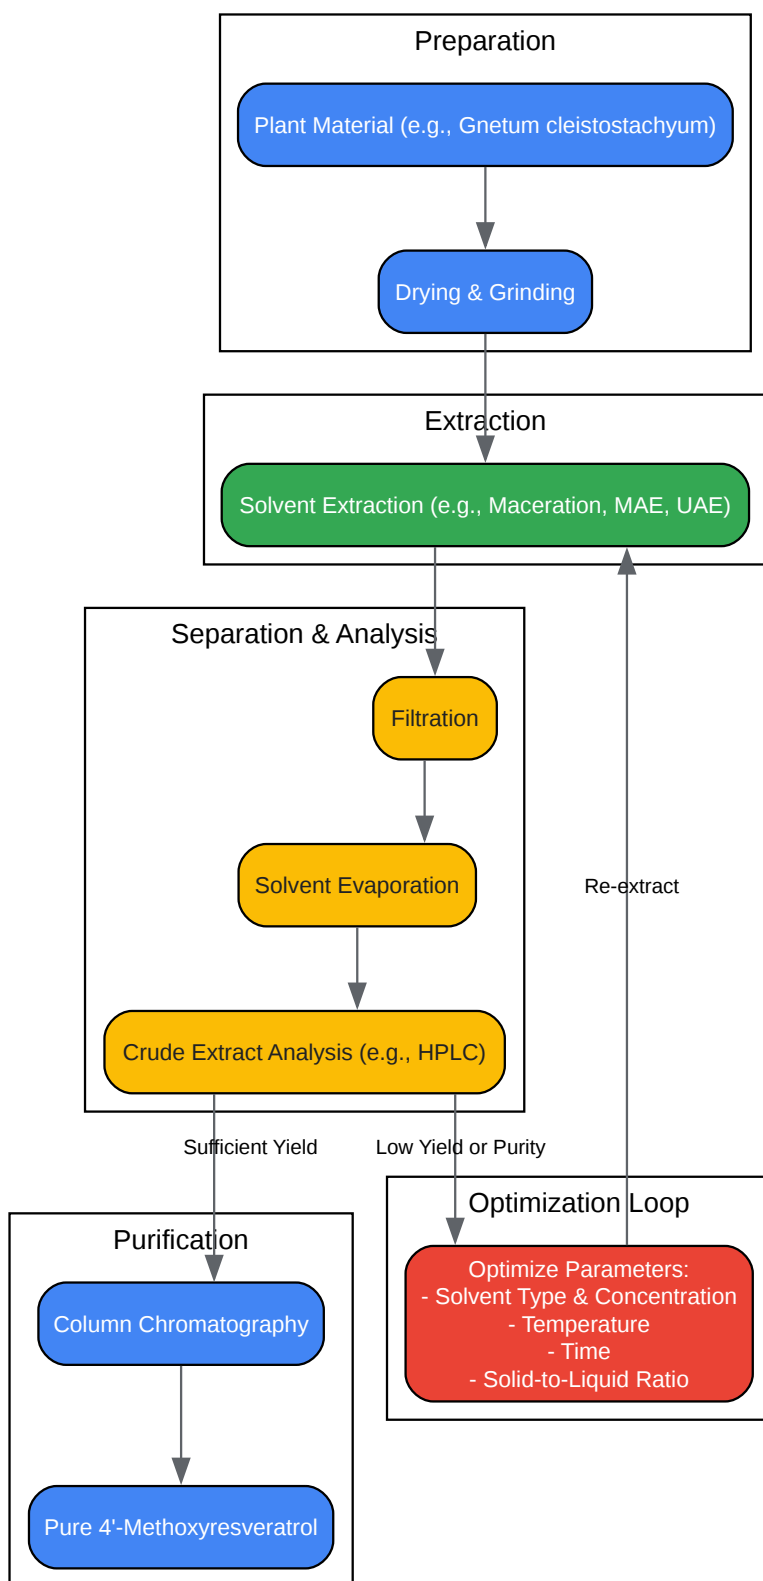 Preparation
Plant Material (e.g., Gnetum cleistostachyum)
Drying & Grinding
Extraction
Solvent Extraction (e.g., Maceration, MAE, UAE)
Separation & Analysis
Filtration
Solvent Evaporation
Re-extract
Crude Extract Analysis (e.g., HPLC)
Sufficient Yield
Low Yield or Purity
Optimization Loop
Optimize Parameters:
- Solvent Type & Concentration
- Temperature
- Time
- Solid-to-Liquid Ratio
Purification
Column Chromatography
Pure 4'-Methoxyresveratrol